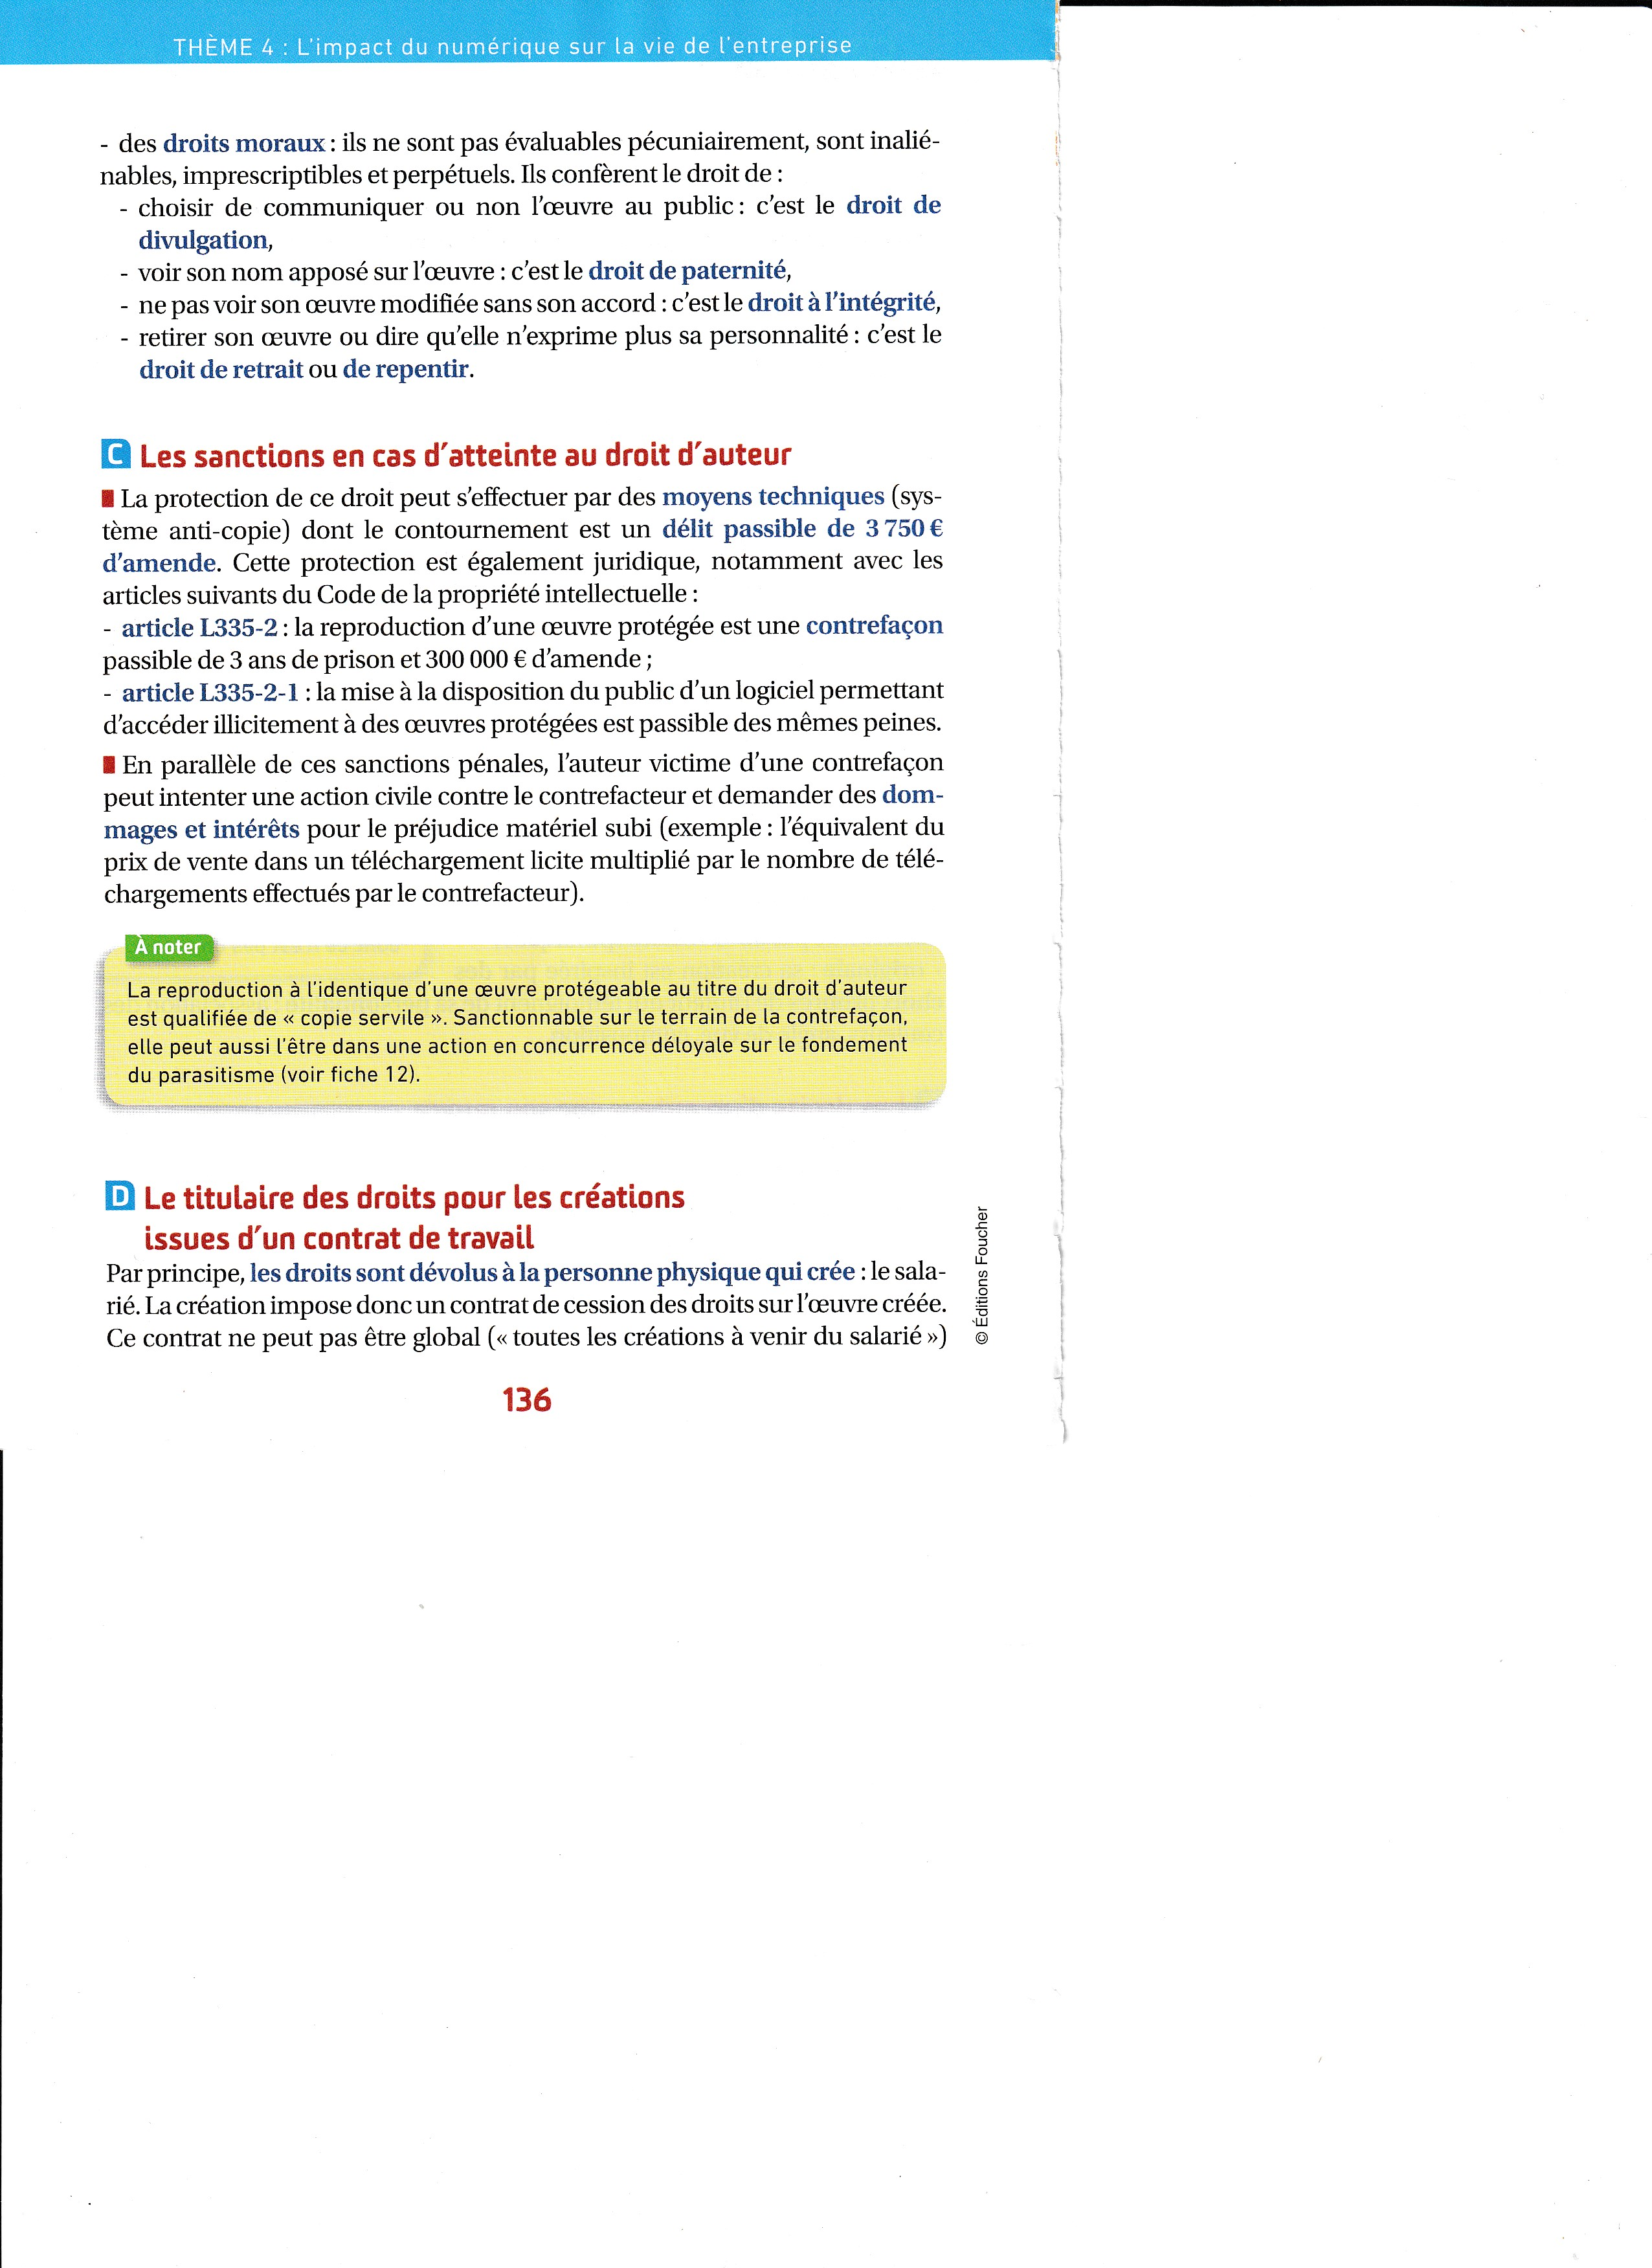 THÈME 4 : L'impact du numérique sur la vie de l'entreprise
- des droits moraux : ils ne sont pas évaluables pécuniairement, sont inalié-
nables, imprescriptibles et perpétuels. Ils confèrent le droit de :
- choisir de communiquer ou non l'œuvre au public : c'est le droit de
divulgation,
- voir son nom apposé sur l'œuvre : c'est le droit de paternité,
- ne pas voir son œuvre modifiée sans son accord : c'est le droit à l'intégrité,
- retirer son œuvre ou dire qu'elle n'exprime plus sa personnalité : c'est le
droit de retrait ou de repentir.
C Les sanctions en cas d'atteinte au droit d'auteur
La protection de ce droit peut s'effectuer par des moyens techniques (sys-
tème anti-copie) dont le contournement est un délit passible de 3 750 €
d'amende. Cette protection est également juridique, notamment avec les
articles suivants du Code de la propriété intellectuelle :
- article L335-2 : la reproduction d'une œuvre protégée est une contrefaçon
passible de 3 ans de prison et 300 000 € d'amende ;
- article L335-2-1 : la mise à la disposition du public d'un logiciel permettant
d'accéder illicitement à des œuvres protégées est passible des mêmes peines.
En parallèle de ces sanctions pénales, l'auteur victime d'une contrefaçon
peut intenter une action civile contre le contrefacteur et demander des dom-
mages et intérêts pour le préjudice matériel subi (exemple : l'équivalent du
prix de vente dans un téléchargement licite multiplié par le nombre de télé-
chargements effectués par le contrefacteur).
À noter
La reproduction à l'identique d'une œuvre protégeable au titre du droit d'auteur
est qualifiée de « copie servile ». Sanctionnable sur le terrain de la contrefaçon,
elle peut aussi l'être dans une action en concurrence déloyale sur le fondement
du parasitisme (voir fiche 12).
D Le titulaire des droits pour les créations
issues d'un contrat de travail
Par principe, les droits sont dévolus à la personne physique qui crée : le sala-
rié. La création impose donc un contrat de cession des droits sur l'œuvre créée.
Ce contrat ne peut pas être global (« toutes les créations à venir du salarié »)
© Éditions Foucher
136